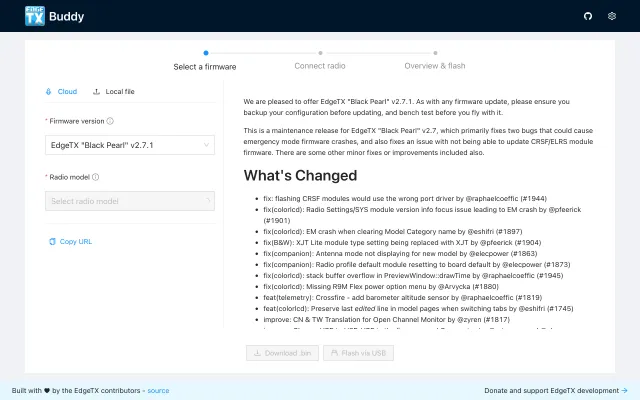 EDGE
TX
Buddy
Select a firmware
Connect radio
Overview & flash
Cloud
Local file
* Firmware version
EdgeTX "Black Pearl" v2.7.1
* Radio model
Select radio model
Copy URL
We are pleased to offer EdgeTX "Black Pearl" v2.7.1. As with any firmware update, please ensure you
backup your configuration before updating, and bench test before you fly with it.
This is a maintenance release for EdgeTX "Black Pearl" v2.7, which primarily fixes two bugs that could cause
emergency mode firmware crashes, and also fixes an issue with not being able to update CRSF/ELRS module
firmware. There are some other minor fixes or improvements included also.
What's Changed
• fix: flashing CRSF modules would use the wrong port driver by @raphaelcoeffic (#1944)
• fix(colorlcd): Radio Settings/SYS module version info focus issue leading to EM crash by @pfeerick
(#1901)
• fix(colorlcd): EM crash when clearing Model Category name by @eshifri (#1897)
• fix(B&W): XJT Lite module type setting being replaced with XJT by @pfeerick (#1904)
• fix(companion): Antenna mode not displaying for new model by @elecpower (#1863)
• fix(companion): Radio profile default module resetting to board default by @elecpower (#1873)
• fix(colorlcd): stack buffer overflow in PreviewWindow::drawTime by @raphaelcoeffic (#1945)
• fix(colorlcd): Missing R9M Flex power option menu by @Arvycka (#1880)
• feat(telemetry): Crossfire - add barometer altitude sensor by @raphaelcoeffic (#1819)
• feat(colorlcd): Preserve last edited line in model pages when switching tabs by @eshifri (#1745)
• improve: CN & TW Translation for Open Channel Monitor by @zyren (#1817)
Download .bin
Flash via USB
Built with ♥ by the EdgeTX contributors - source
Donate and support EdgeTX development →